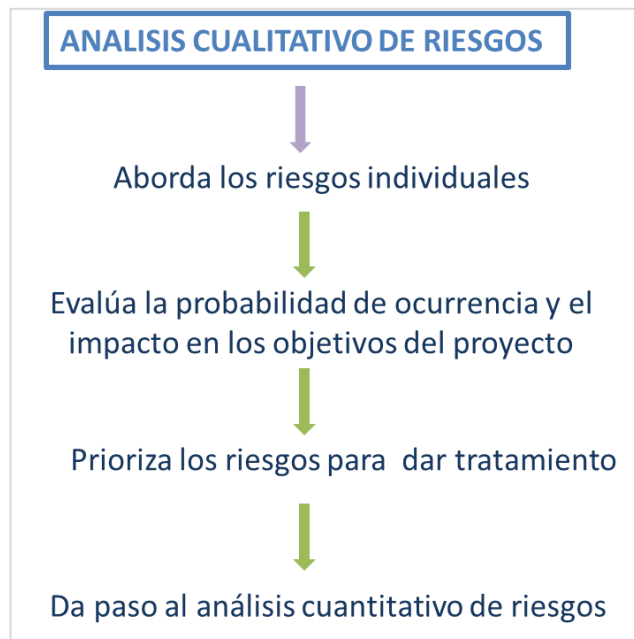 ANALISIS CUALITATIVO DE RIESGOS
Aborda los riesgos individuales
Evalúa la probabilidad de ocurrencia y el
impacto en los objetivos del proyecto
Prioriza los riesgos para dar tratamiento
Da paso al análisis cuantitativo de riesgos